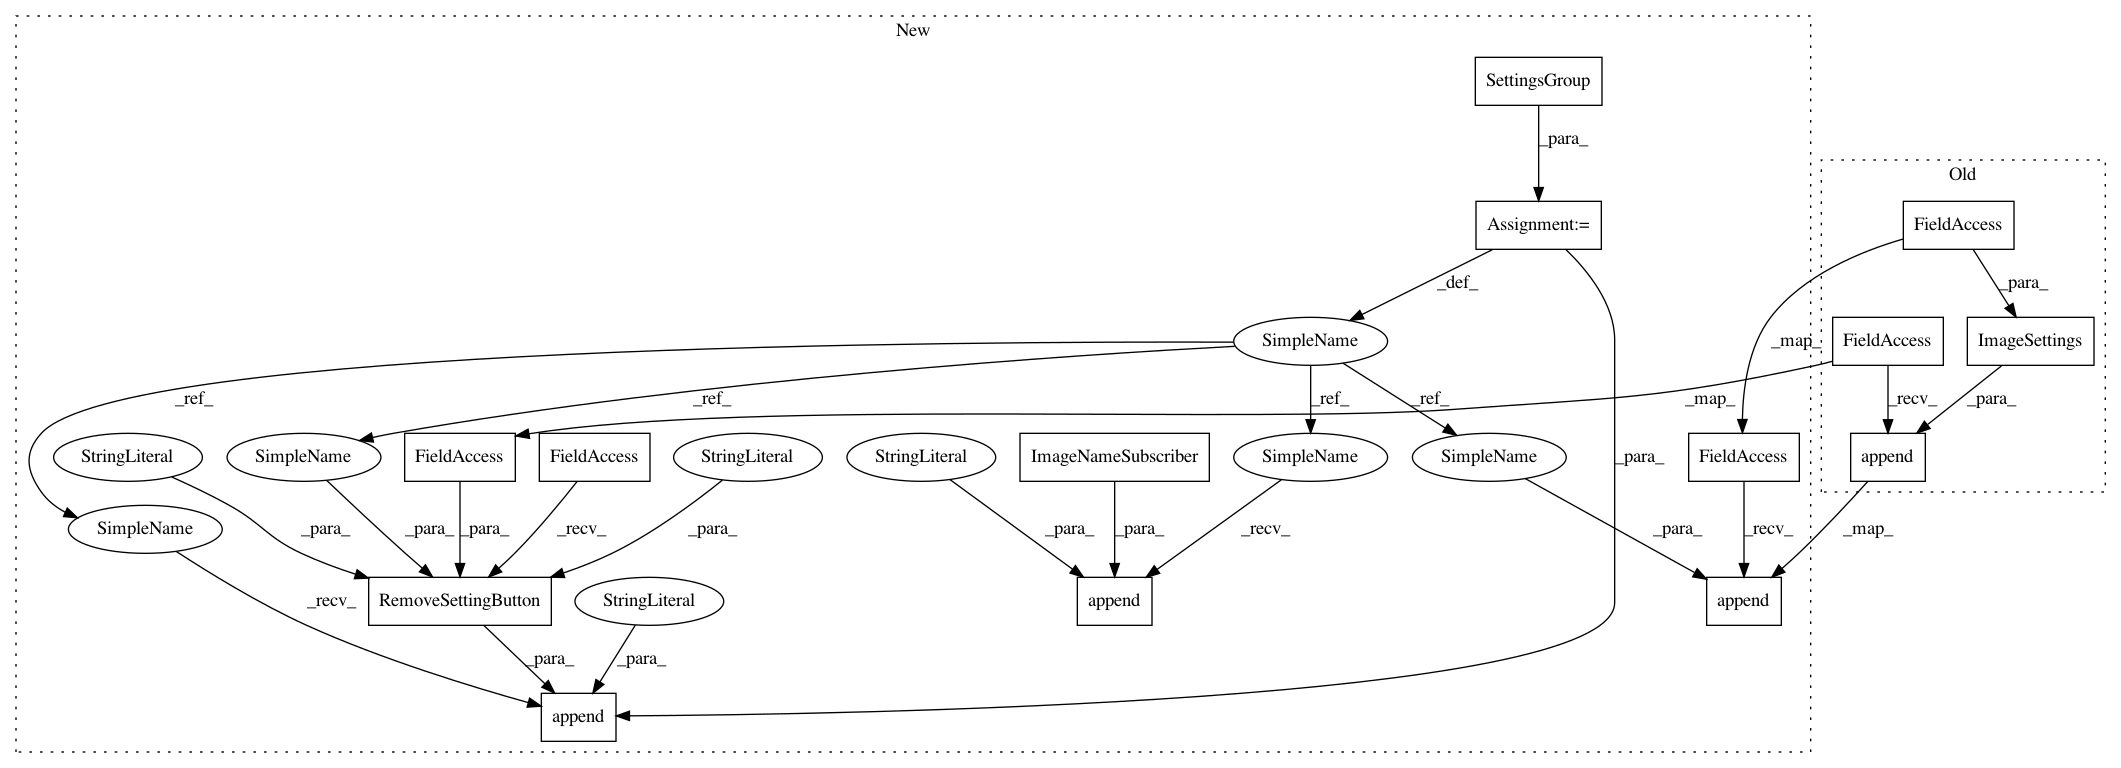 New
SettingsGroup
_para_
Old
Assignment:=
FieldAccess
_def_
_para_
SimpleName
_map_
FieldAccess
ImageSettings
_ref_
_ref_
_ref_
_ref_
_map_
_recv_
_para_
StringLiteral
SimpleName
FieldAccess
FieldAccess
StringLiteral
StringLiteral
ImageNameSubscriber
SimpleName
SimpleName
_para_
FieldAccess
append
SimpleName
_para_
_para_
_para_
_recv_
_para_
_para_
_para_
_recv_
_para_
_recv_
_map_
_recv_
RemoveSettingButton
StringLiteral
append
append
_para_
_para_
append